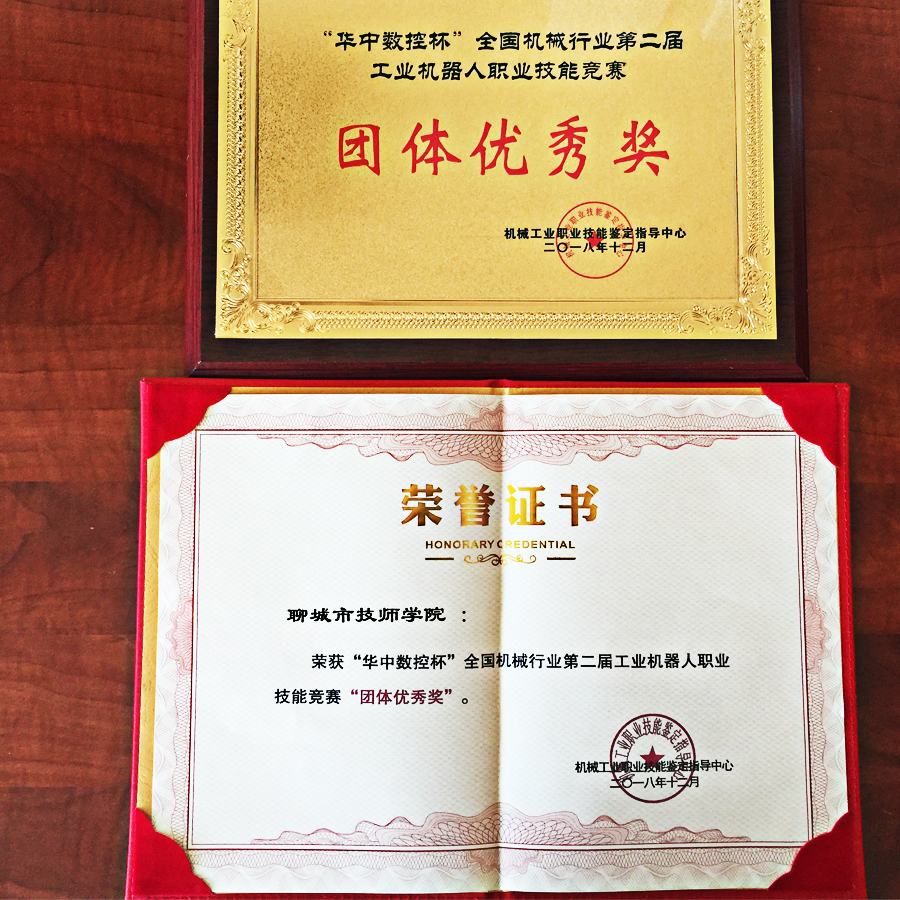 “华中数控杯”全国机械行业第二届
工业机器人职业技能竞赛
团体优秀奖
机械工业职业技能鉴定指导中心
二〇一八年十二月
荣誉证书
HONORARY CREDENTIAL
聊城市技师学院：
荣获“华中数控杯”全国机械行业第二届工业机器人职业
技能竞赛“团体优秀奖”。
机械工业职业技能鉴定指导中心
二〇一八年十二月